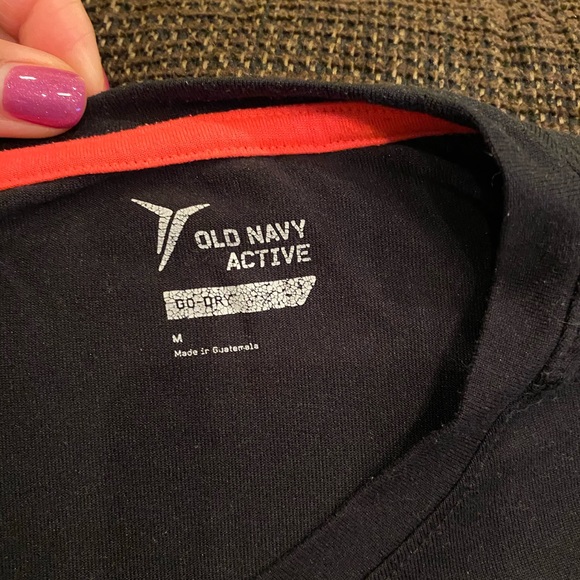 OLD NAVY
ACTIVE
GO-DRY
M
Made in Guatemala